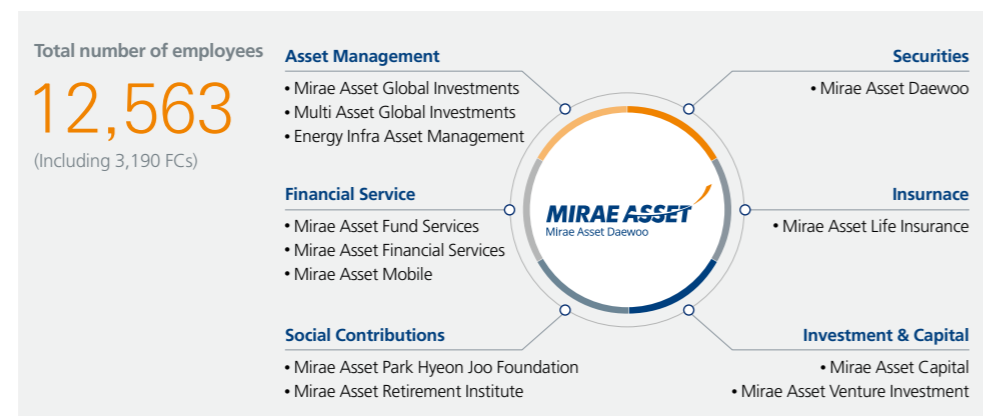 Total number of employees
12,563
(Including 3,190 FCs)
Asset Management
• Mirae Asset Global Investments
• Multi Asset Global Investments
• Energy Infra Asset Management
Financial Service
• Mirae Asset Fund Services
• Mirae Asset Financial Services
• Mirae Asset Mobile
Social Contributions
• Mirae Asset Park Hyeon Joo Foundation
• Mirae Asset Retirement Institute
MIRAE ASSET
Mirae Asset Daewoo
Securities
• Mirae Asset Daewoo
Insurnace
• Mirae Asset Life Insurance
Investment & Capital
• Mirae Asset Capital
• Mirae Asset Venture Investment